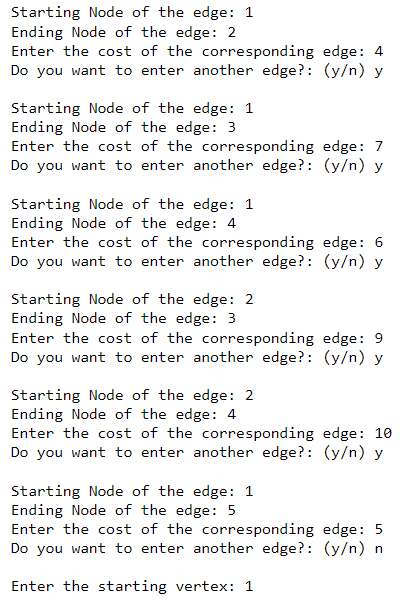 Starting Node of the edge: 1
Ending Node of the edge: 2
Enter the cost of the corresponding edge: 4
Do you want to enter another edge?: (y/n) y
Starting Node of the edge: 1
Ending Node of the edge: 3
Enter the cost of the corresponding edge: 7
Do you want to enter another edge?: (y/n) y
Starting Node of the edge: 1
Ending Node of the edge: 4
Enter the cost of the corresponding edge: 6
Do you want to enter another edge?: (y/n) y
Starting Node of the edge: 2
Ending Node of the edge: 3
Enter the cost of the corresponding edge: 9
Do you want to enter another edge?: (y/n) y
Starting Node of the edge: 2
Ending Node of the edge: 4
Enter the cost of the corresponding edge: 10
Do you want to enter another edge?: (y/n) y
Starting Node of the edge: 1
Ending Node of the edge: 5
Enter the cost of the corresponding edge: 5
Do you want to enter another edge?: (y/n) n
Enter the starting vertex: 1